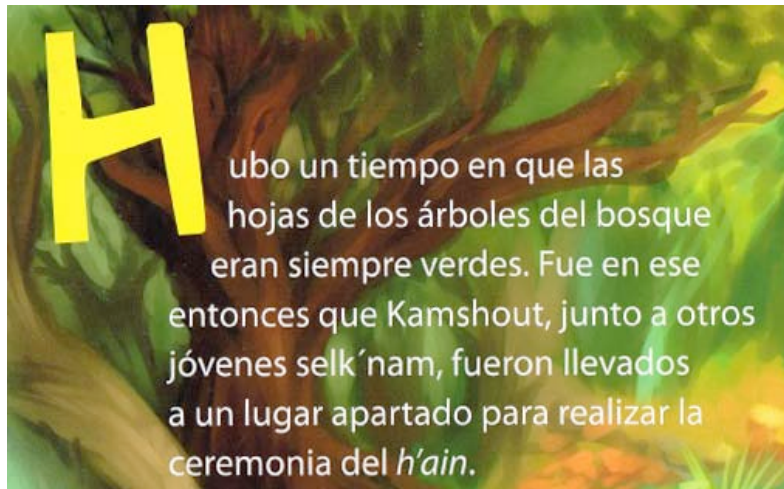 Hubo un tiempo en que las
hojas de los árboles del bosque
eran siempre verdes. Fue en ese
entonces que Kamshout, junto a otros
jóvenes selk´nam, fueron llevados
a un lugar apartado para realizar la
ceremonia del h'ain.